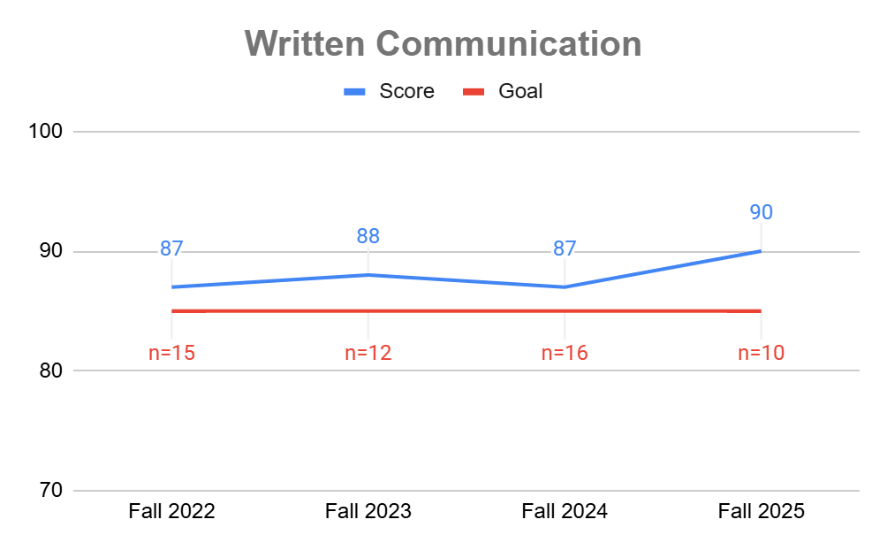 Written Communication
Score Goal
100
90
80
70
87 88 87 90
n=15 n=12 n=16 n=10
Fall 2022 Fall 2023 Fall 2024 Fall 2025